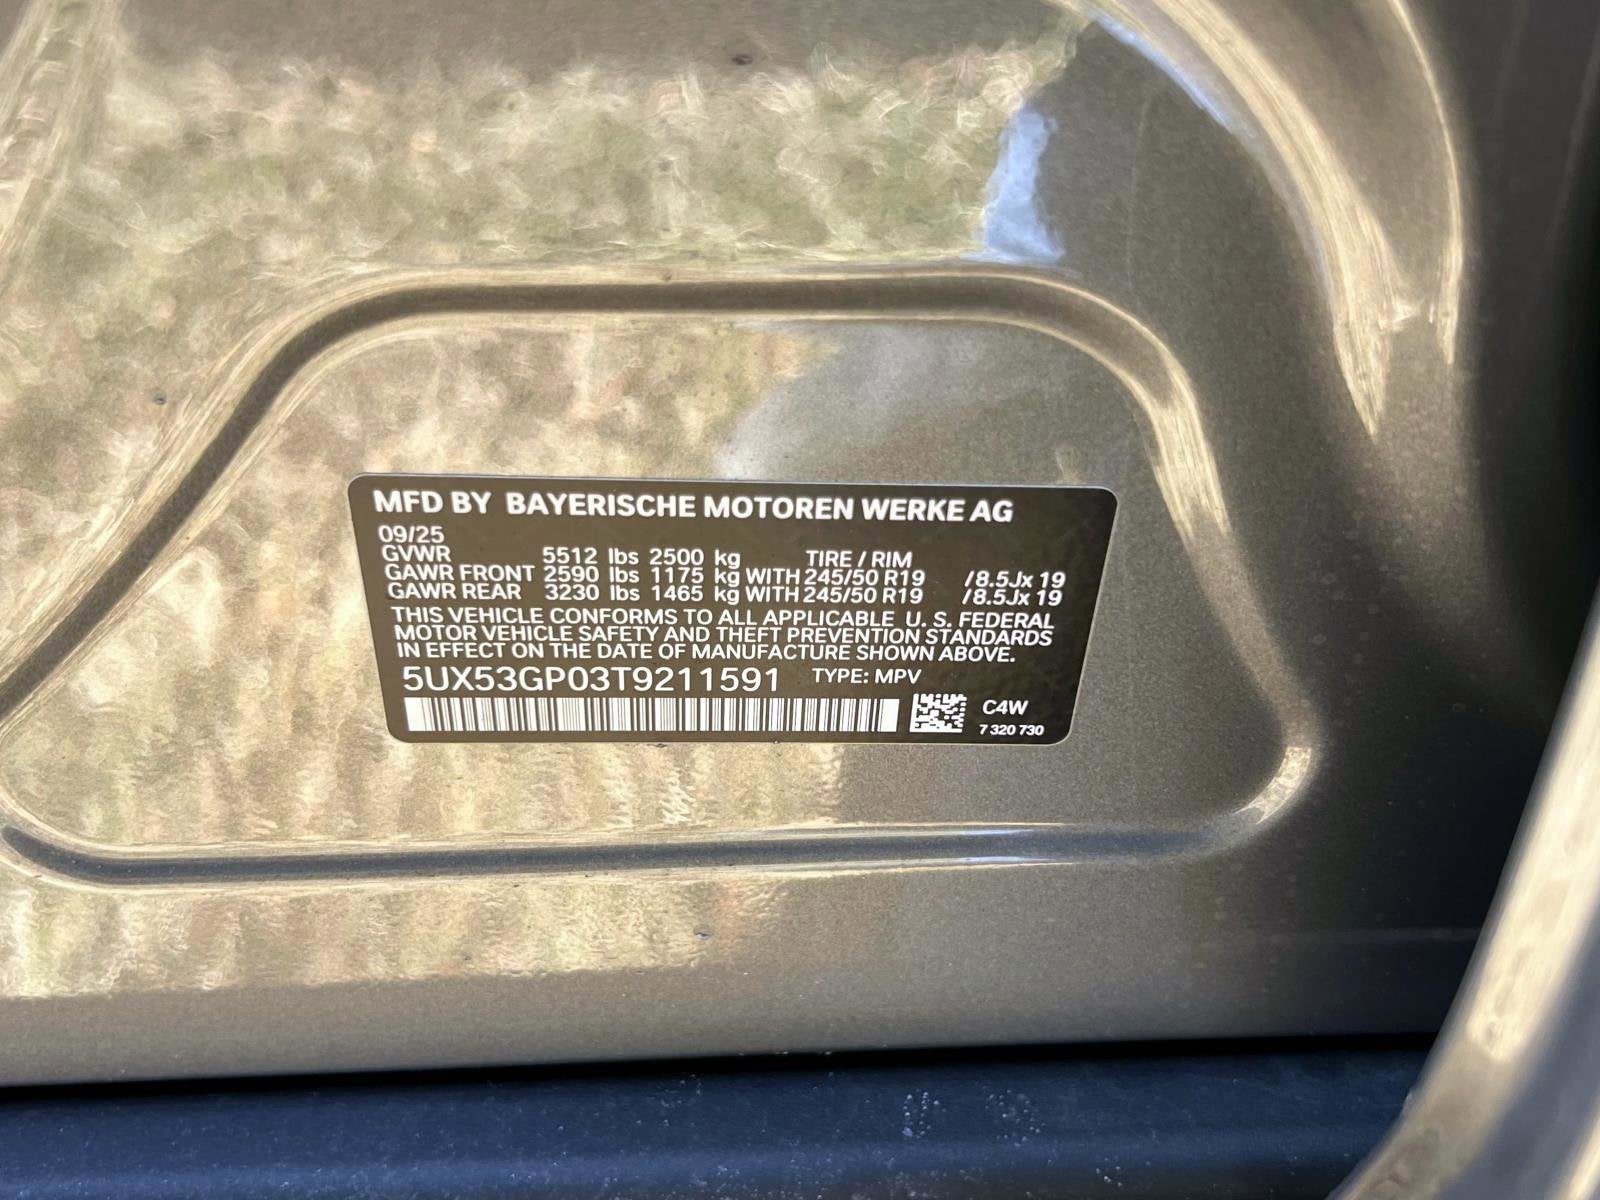 MFD BY BAYERISCHE MOTOREN WERKE AG
09/25
GVWR 5512 lbs 2500 kg TIRE / RIM
GAWR FRONT 2590 lbs 1175 kg WITH 245/50 R19 /8.5Jx 19
GAWR REAR 3230 lbs 1465 kg WITH 245/50 R19 /8.5Jx 19
THIS VEHICLE CONFORMS TO ALL APPLICABLE U. S. FEDERAL
MOTOR VEHICLE SAFETY AND THEFT PREVENTION STANDARDS
IN EFFECT ON THE DATE OF MANUFACTURE SHOWN ABOVE.
5UX53GP03T9211591 TYPE: MPV
C4W
7 320 730